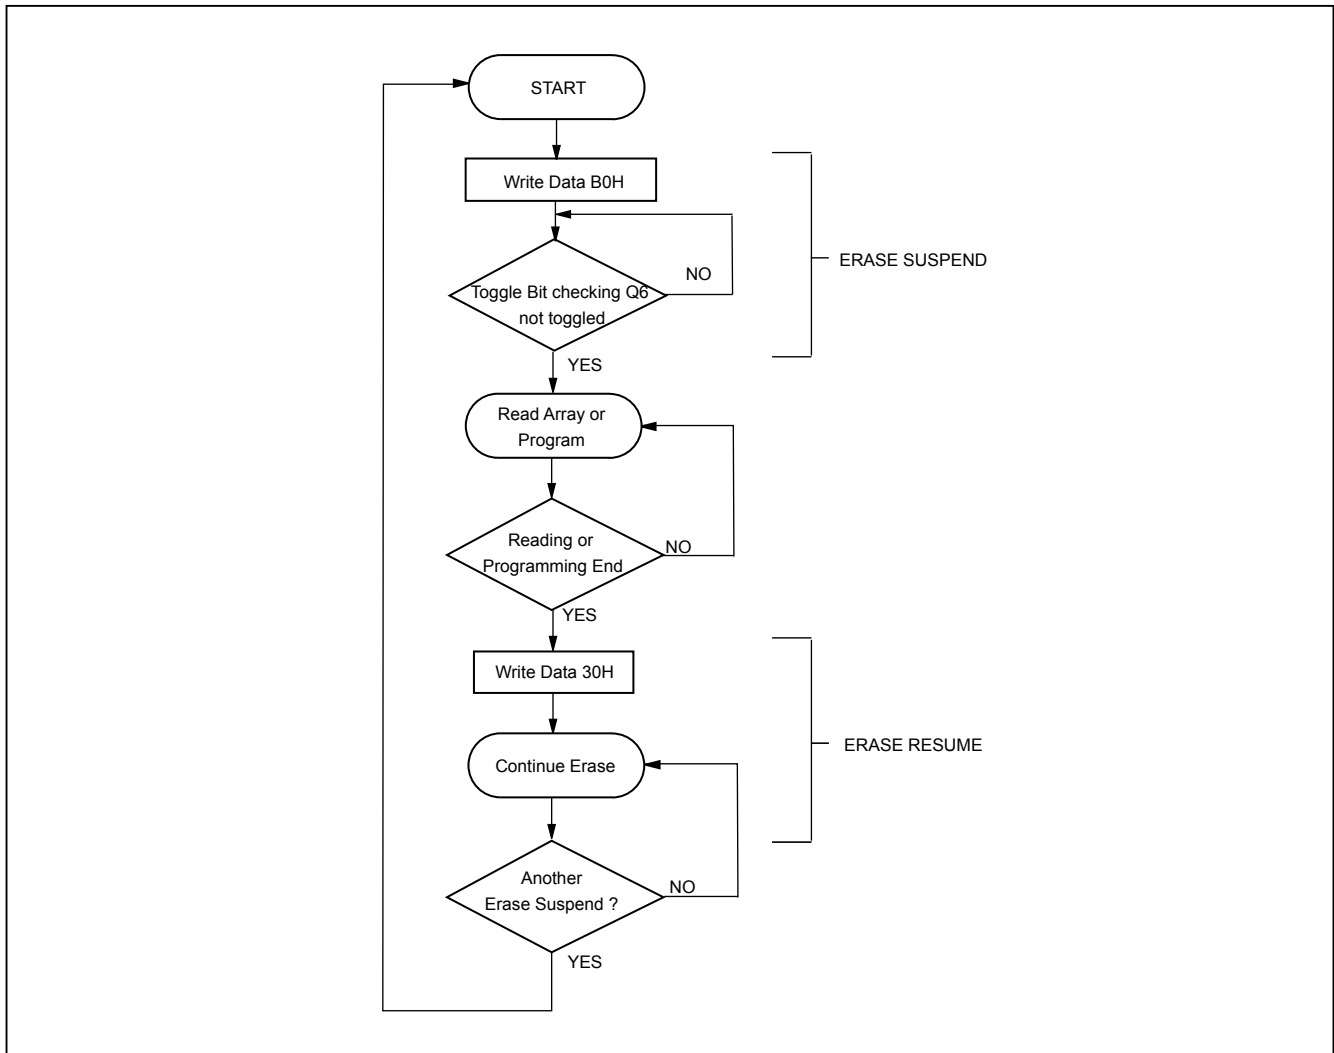 START
Write Data B0H
ERASE SUSPEND
NO
Toggle Bit checking Q6
not toggled
YES
Read Array or
Program
Reading or
Programming End
NO
YES
Write Data 30H
ERASE RESUME
Continue Erase
Another
Erase Suspend ?
NO
YES